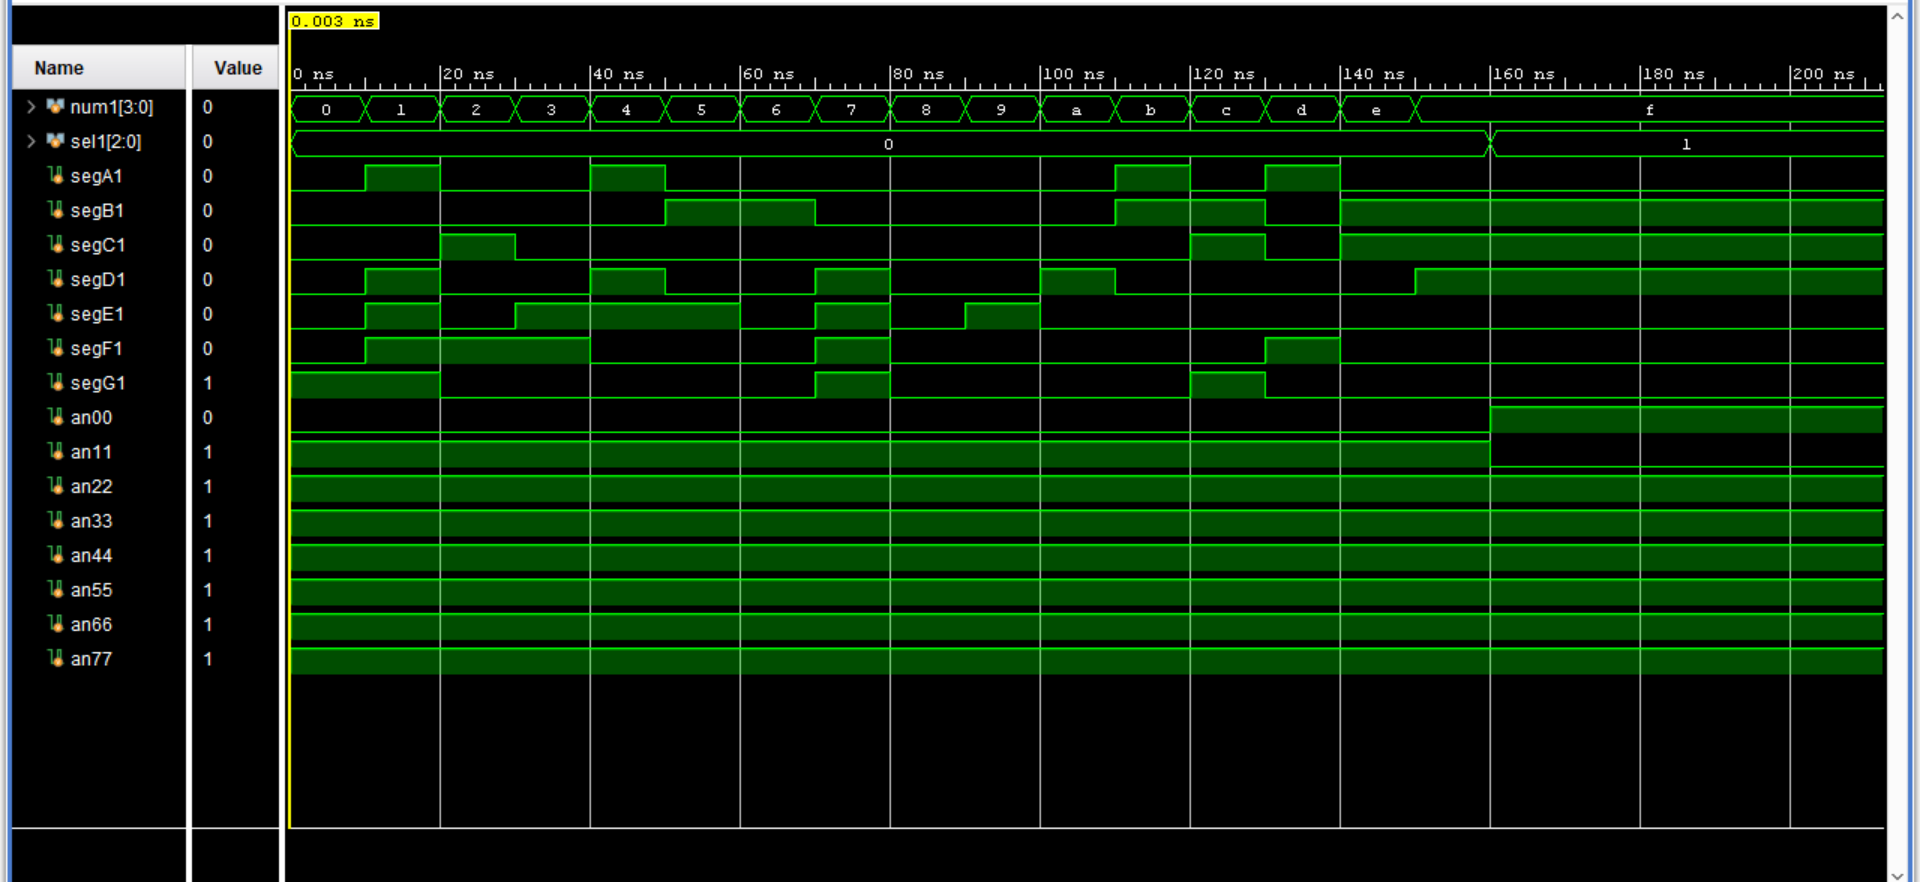 0.003 ns
Name Value
0 ns 20 ns 40 ns 60 ns 80 ns 100 ns 120 ns 140 ns 160 ns 180 ns 200 ns
num1[3:0] 0 0 1 2 3 4 5 6 7 8 9 a b c d e f
sel1[2:0] 0 0 1
segA1 0
segB1 0
segC1 0
segD1 0
segE1 0
segF1 0
segG1 1
an00 0
an11 1
an22 1
an33 1
an44 1
an55 1
an66 1
an77 1